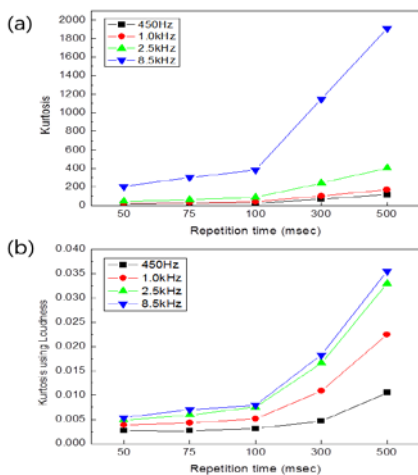 (a)
2000
1800
1600
1400
1200
1000
800
600
400
200
0
Kurtosis
450Hz
1.0kHz
2.5kHz
8.5kHz
50 75 100 300 500
Repetition time (msec)
(b)
0.040
0.035
0.030
0.025
0.020
0.015
0.010
0.005
0.000
Kurtosis using Loudness
450Hz
1.0kHz
2.5kHz
8.5kHz
50 75 100 300 500
Repetition time (msec)